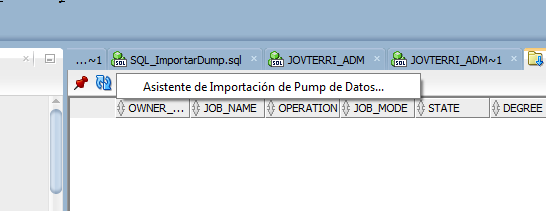 ...~1 SQL_ImportarDump.sql JOVTERRI_ADM JOVTERRI_ADM~1
Asistente de Importación de Pump de Datos...
OWNER_... JOB_NAME OPERATION JOB_MODE STATE DEGREE